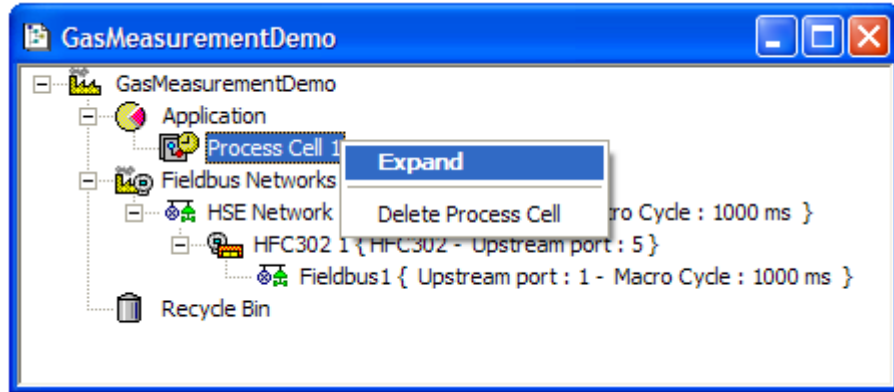 GasMeasurementDemo
GasMeasurementDemo
Application
Process Cell 1
Expand
Fieldbus Networks
Delete Process Cell
HSE Network ro Cycle : 1000 ms }
HFC302 1 { HFC302 - Upstream port : 5 }
Fieldbus1 { Upstream port : 1 - Macro Cycle : 1000 ms }
Recycle Bin